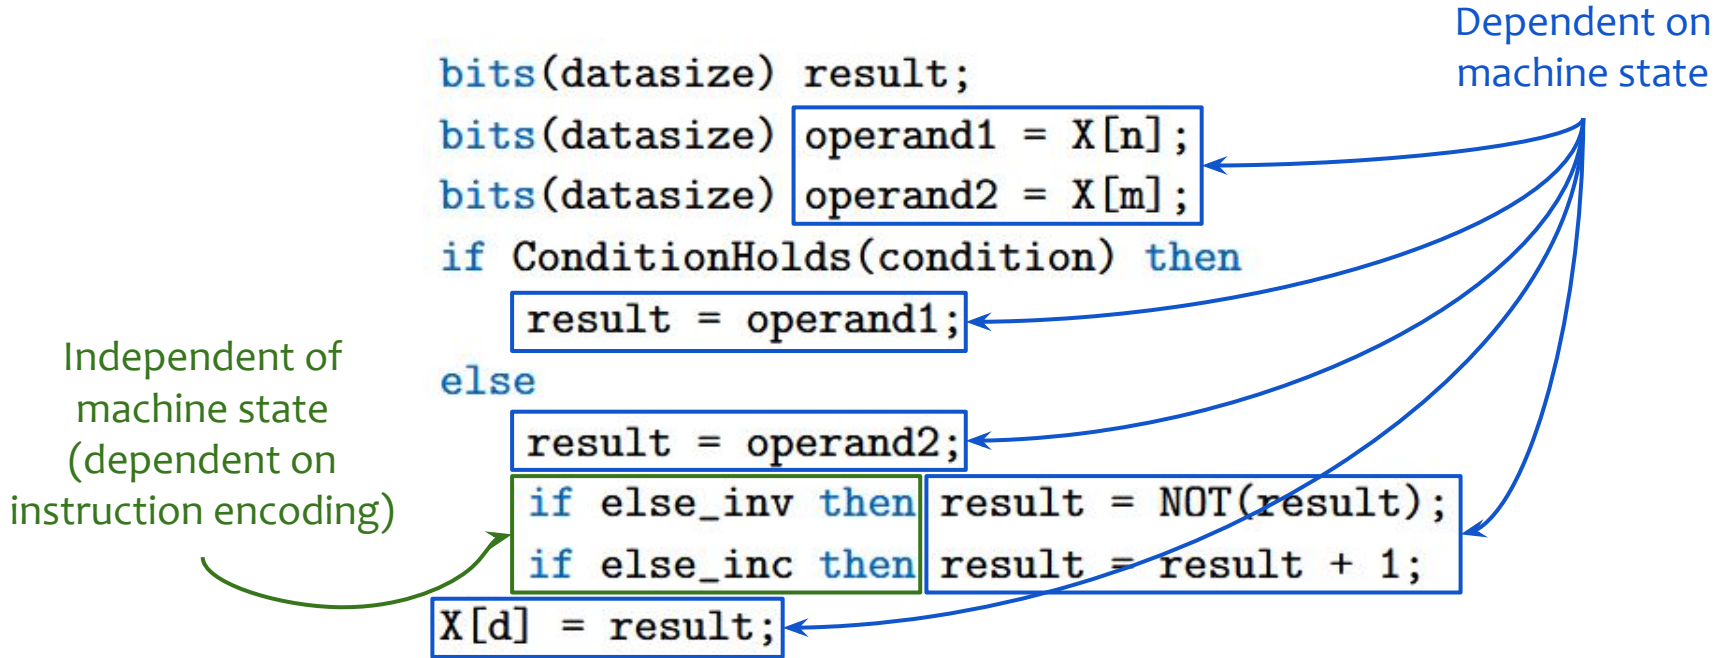 Dependent on
machine state
bits(datasize) result;
bits(datasize) operand1 = X[n];
bits(datasize) operand2 = X[m];
if ConditionHolds(condition) then
result = operand1;
else
result = operand2;
if else_inv then result = NOT(result);
if else_inc then result = result + 1;
X[d] = result;
Independent of
machine state
(dependent on
instruction encoding)